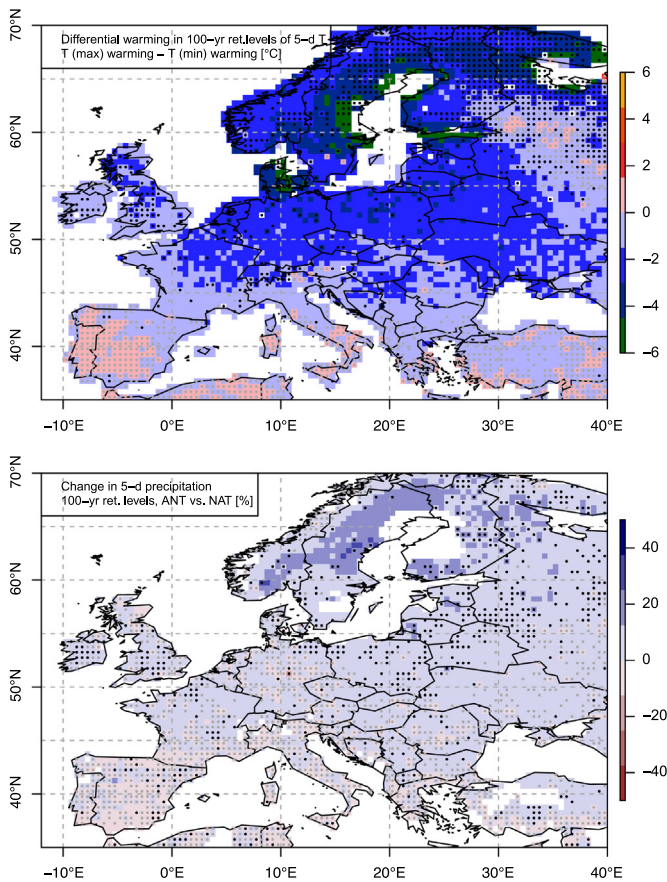 Differential warming in 100–yr ret.levels of 5–d T
T (max) warming – T (min) warming [°C]
70°N
60°N
50°N
40°N
−10°E 0°E 10°E 20°E 30°E 40°E
6
4
2
0
−2
−4
−6
Change in 5–d precipitation
100–yr ret. levels, ANT vs. NAT [%]
70°N
60°N
50°N
40°N
−10°E 0°E 10°E 20°E 30°E 40°E
40
20
0
−20
−40